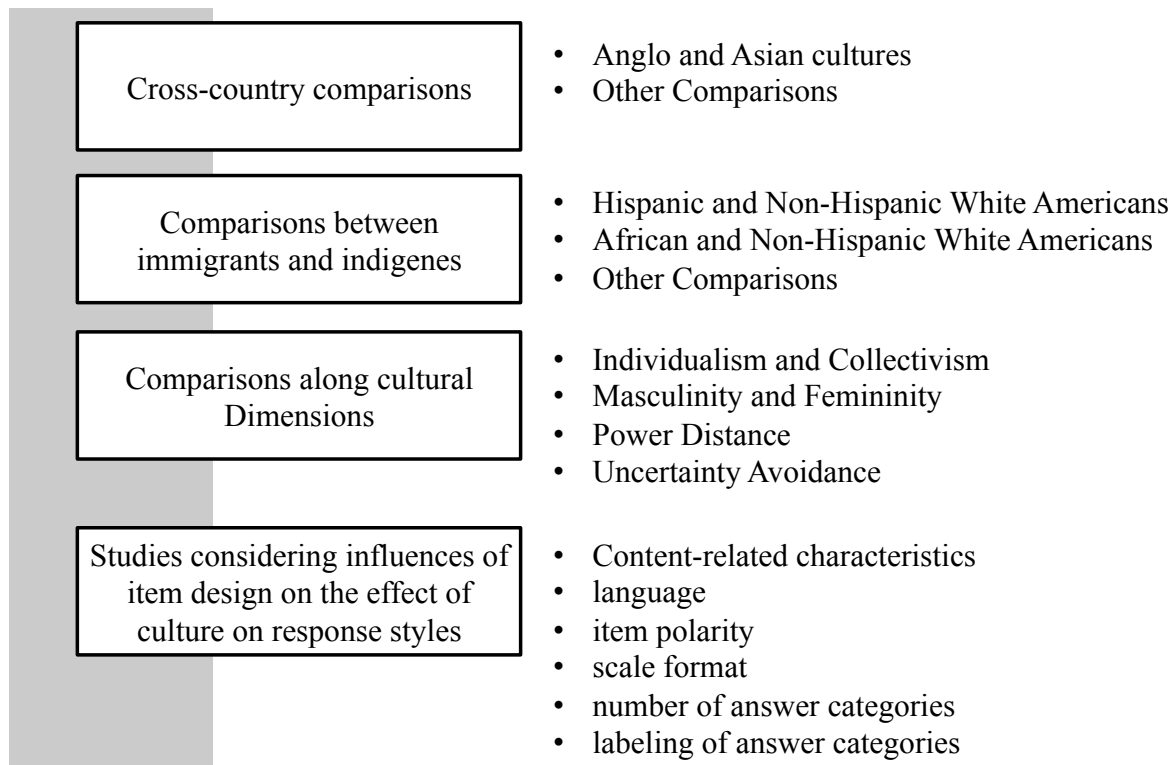 Cross-country comparisons
• Anglo and Asian cultures
• Other Comparisons
Comparisons between
immigrants and indigenes
• Hispanic and Non-Hispanic White Americans
• African and Non-Hispanic White Americans
• Other Comparisons
Comparisons along cultural
Dimensions
• Individualism and Collectivism
• Masculinity and Femininity
• Power Distance
• Uncertainty Avoidance
Studies considering influences of
item design on the effect of
culture on response styles
• Content-related characteristics
• language
• item polarity
• scale format
• number of answer categories
• labeling of answer categories